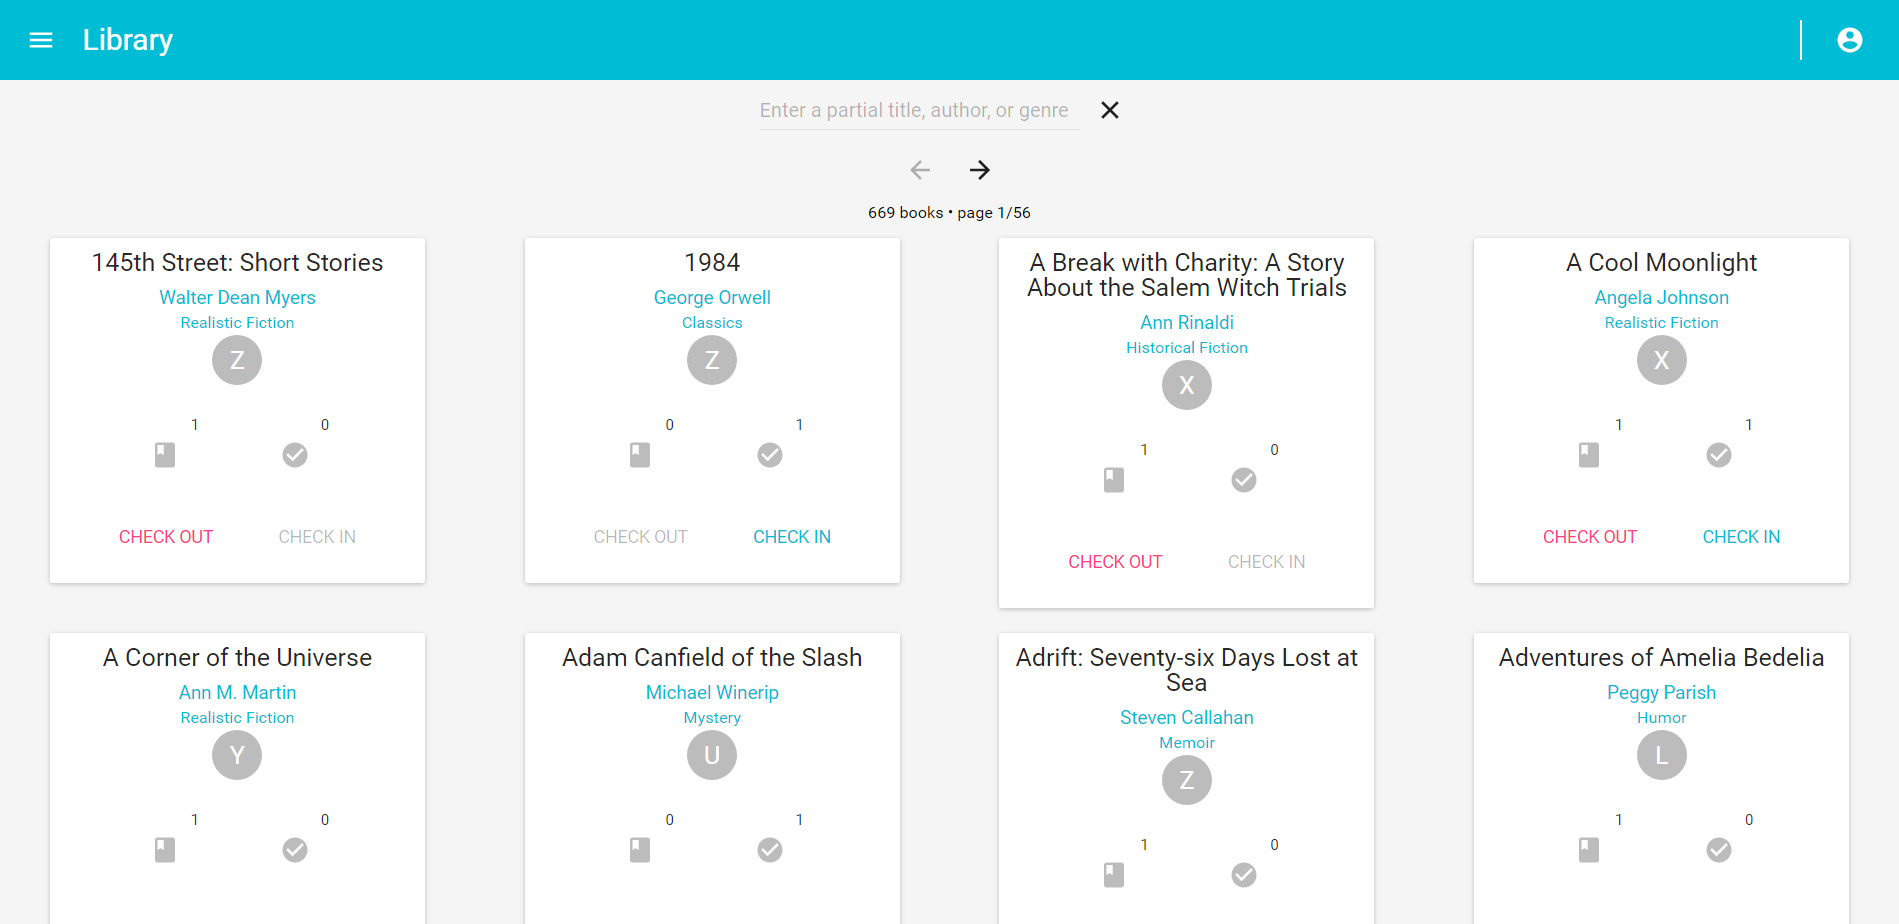 Library
Enter a partial title, author, or genre
669 books • page 1/56
145th Street: Short Stories
Walter Dean Myers
Realistic Fiction
Z
1 0
CHECK OUT CHECK IN
1984
George Orwell
Classics
Z
0 1
CHECK OUT CHECK IN
A Break with Charity: A Story
About the Salem Witch Trials
Ann Rinaldi
Historical Fiction
X
1 0
CHECK OUT CHECK IN
A Cool Moonlight
Angela Johnson
Realistic Fiction
X
1 1
CHECK OUT CHECK IN
A Corner of the Universe
Ann M. Martin
Realistic Fiction
Y
1 0
Adam Canfield of the Slash
Michael Winerip
Mystery
U
0 1
Adrift: Seventy-six Days Lost at
Sea
Steven Callahan
Memoir
Z
1 0
Adventures of Amelia Bedelia
Peggy Parish
Humor
L
1 0